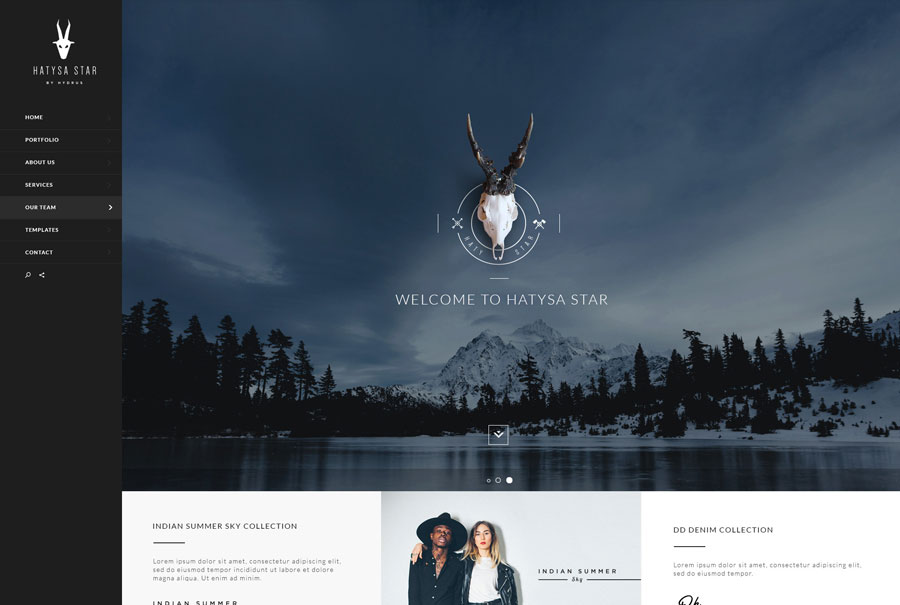 HATYSA STAR
BY HYDRUS
HOME
PORTFOLIO
ABOUT US
SERVICES
OUR TEAM
TEMPLATES
CONTACT
HATY STAR
WELCOME TO HATYSA STAR
INDIAN SUMMER SKY COLLECTION
Lorem ipsum dolor sit amet, consectetur adipiscing elit,
sed do eiusmod tempor incididunt ut labore et dolore
magna aliqua. Ut enim ad minim.
INDIAN SUMMER
INDIAN SUMMER
Sky
DD DENIM COLLECTION
Lorem ipsum dolor sit amet, consectetur adipiscing elit,
sed do eiusmod tempor.